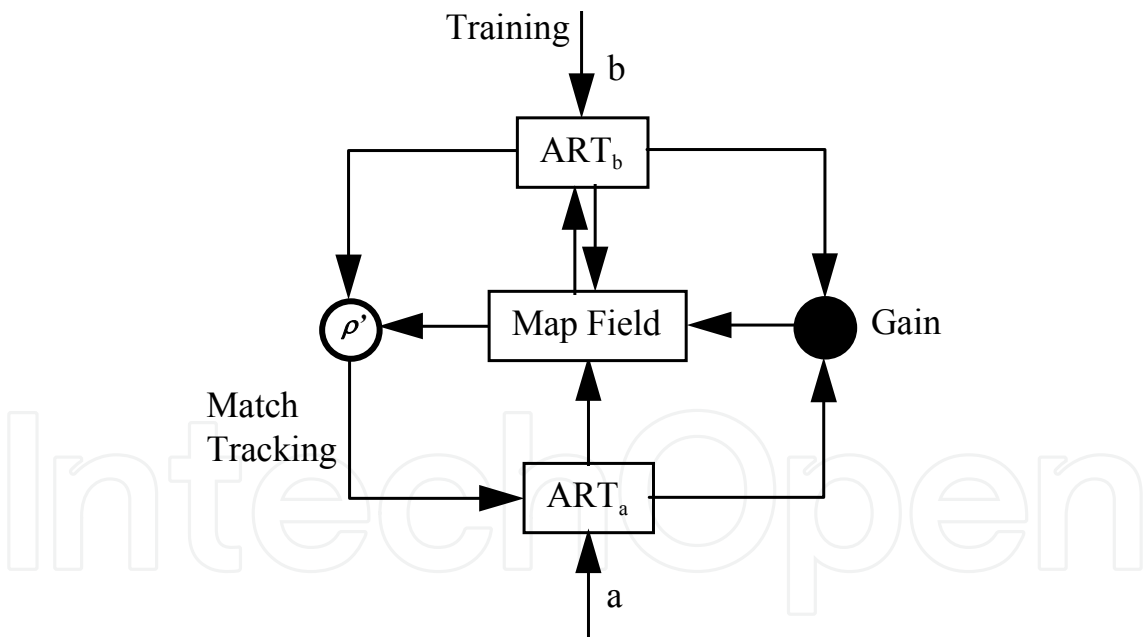 Training
b
ART_b
ρ’
Map Field
Gain
Match
Tracking
ART_a
a
IntechOpen